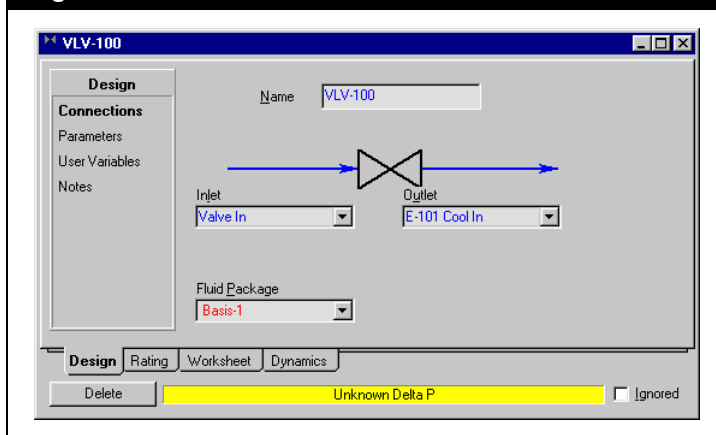 VLV-100
Design
Connections
Parameters
User Variables
Notes
Name VLV-100
Inlet Outlet
Valve In E-101 Cool In
Fluid Package
Basis-1
Design Rating Worksheet Dynamics
Delete Unknown Delta P Ignored